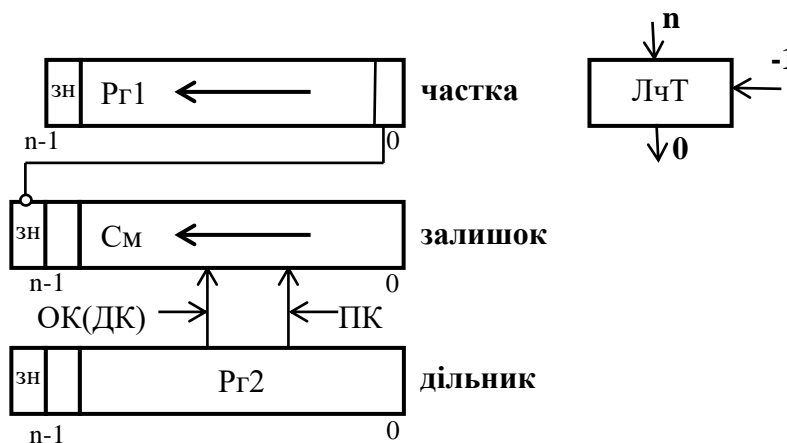 n
-1
зн Рг1 частка ЛчТ
n-1 0 0
зн См залишок
n-1 0
ОК(ДК) ПК
зн Рг2 дільник
n-1 0